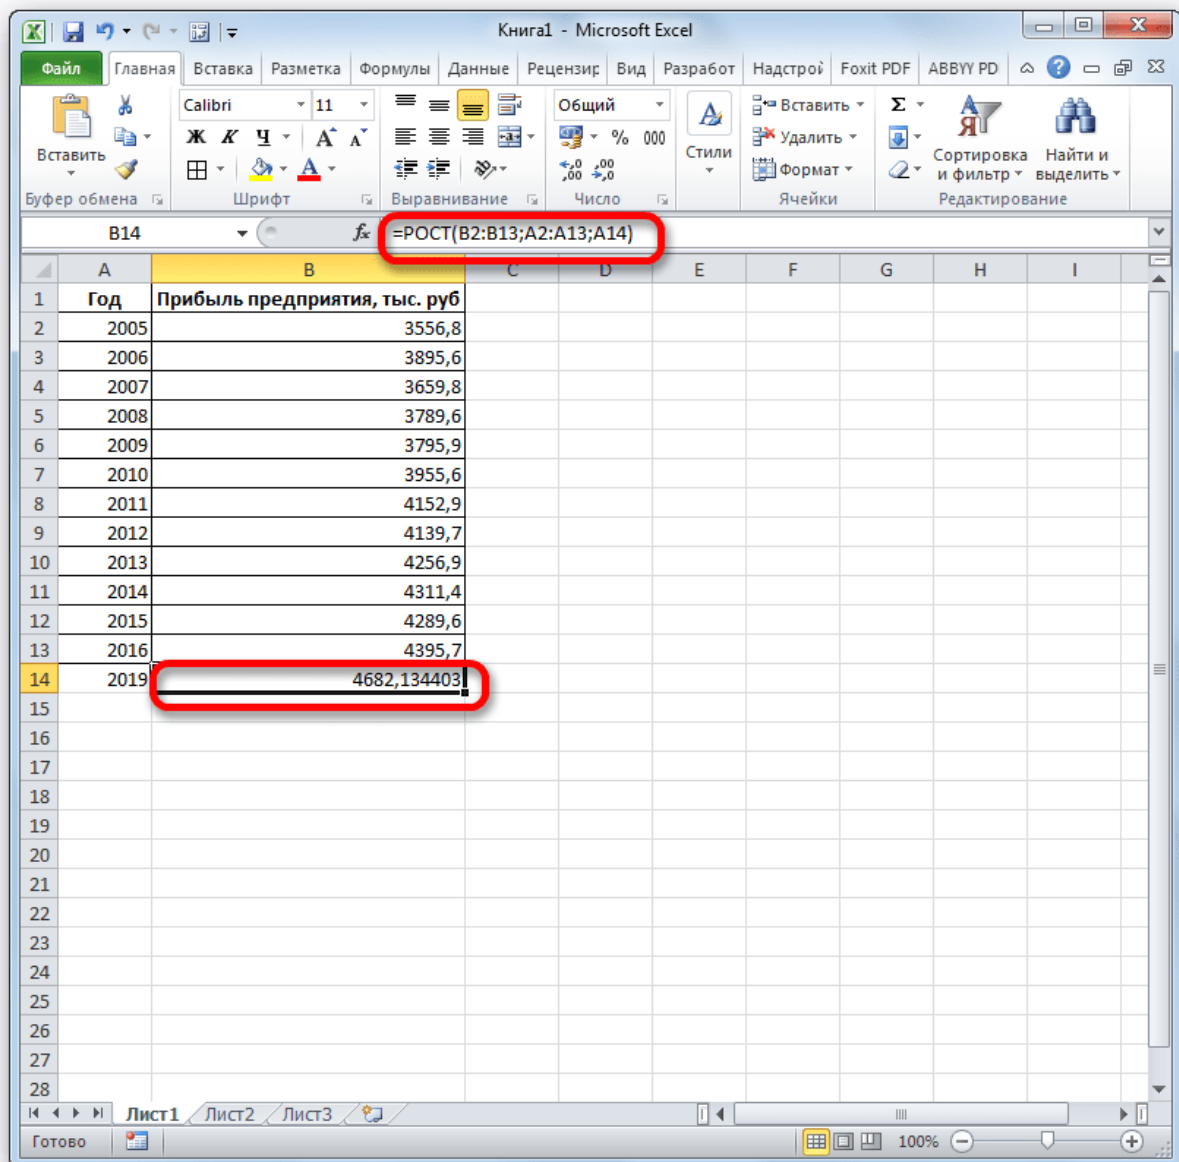 Книга1 - Microsoft Excel
Файл Главная Вставка Разметка Формулы Данные Рецензир Вид Разработ Надстрой Foxit PDF ABBYY PD
Calibri 11 Общий Вставить Σ
Ж К Ч A A % 000 Удалить
Вставить Стили Сортировка и фильтр Найти и выделить
А ,0 ,00 ,00 ,0 Формат
Буфер обмена Шрифт Выравнивание Число Ячейки Редактирование
B14 fx =РОСТ(B2:B13;A2:A13;A14)
A B C D E F G H I
1 Год Прибыль предприятия, тыс. руб
2 2005 3556,8
3 2006 3895,6
4 2007 3659,8
5 2008 3789,6
6 2009 3795,9
7 2010 3955,6
8 2011 4152,9
9 2012 4139,7
10 2013 4256,9
11 2014 4311,4
12 2015 4289,6
13 2016 4395,7
14 2019 4682,134403
15
16
17
18
19
20
21
22
23
24
25
26
27
28
Лист1 Лист2 Лист3
Готово 100%